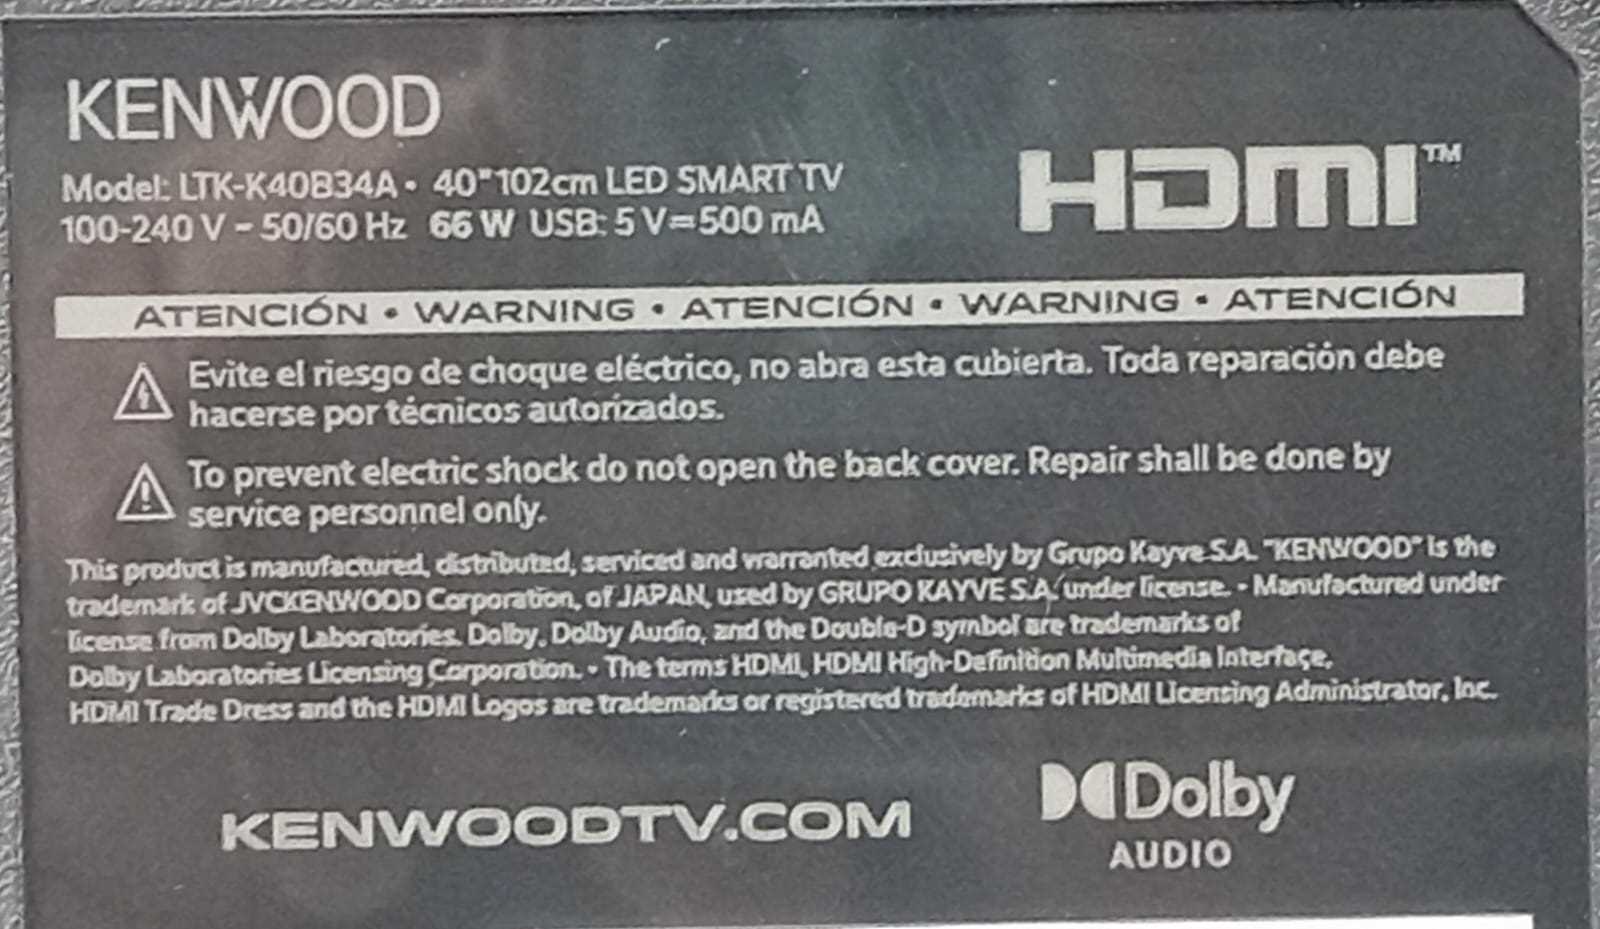 KENWOOD
Model: LTK-K40B34A • 40" 102cm LED SMART TV
100-240 V ~ 50/60 Hz 66 W USB: 5 V⎓500 mA
HDMI™
ATENCIÓN • WARNING • ATENCIÓN • WARNING • ATENCIÓN
Evite el riesgo de choque eléctrico, no abra esta cubierta. Toda reparación debe
hacerse por técnicos autorizados.
To prevent electric shock do not open the back cover. Repair shall be done by
service personnel only.
This product is manufactured, distributed, serviced and warranted exclusively by Grupo Kayve S.A. "KENWOOD" is the
trademark of JVCKENWOOD Corporation, of JAPAN, used by GRUPO KAYVE S.A. under license. • Manufactured under
license from Dolby Laboratories. Dolby, Dolby Audio, and the Double-D symbol are trademarks of
Dolby Laboratories Licensing Corporation. • The terms HDMI, HDMI High-Definition Multimedia Interface,
HDMI Trade Dress and the HDMI Logos are trademarks or registered trademarks of HDMI Licensing Administrator, Inc.
KENWOODTV.COM
Dolby
AUDIO